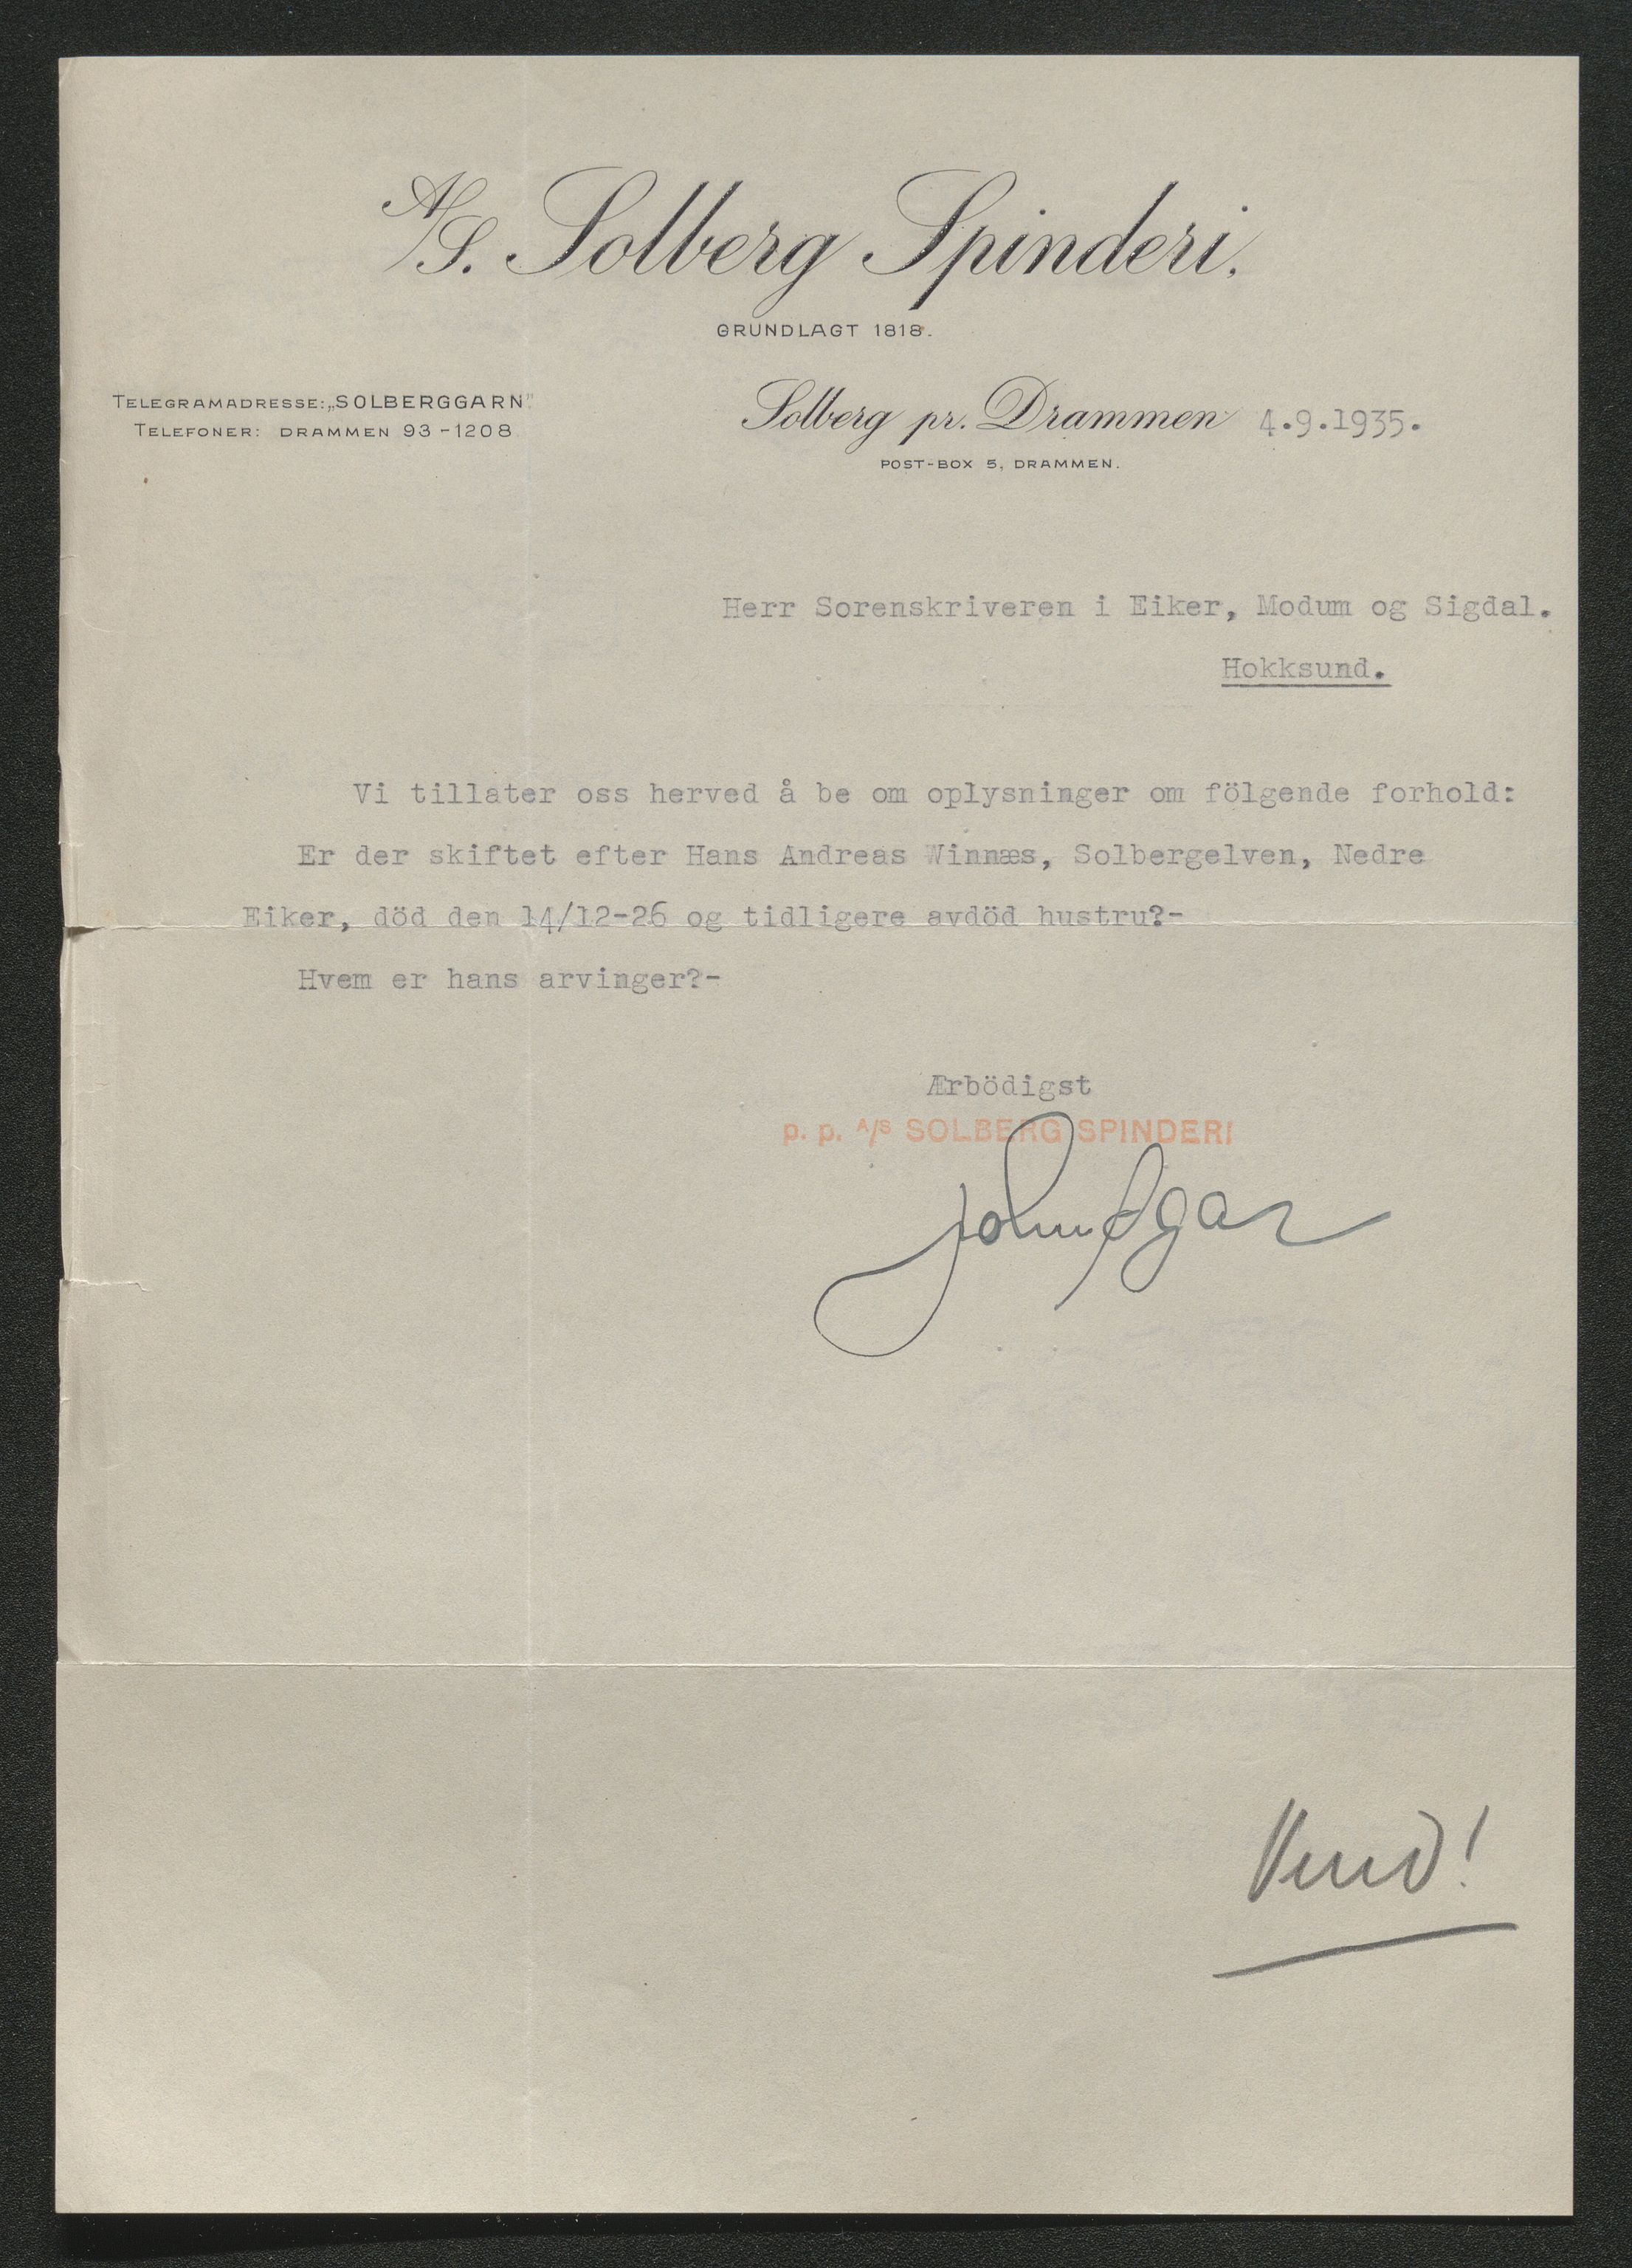 A/S. Solberg Spinderi.
GRUNDLAGT 1818.
TELEGRAMADRESSE: „SOLBERGGARN"
TELEFONER: DRAMMEN 93-1208
Solberg pr. Drammen 4.9.1935.
POST-BOX 5, DRAMMEN.
Herr Sorenskriveren i Eiker, Modum og Sigdal.
Hokksund.
Vi tillater oss herved å be om oplysninger om fölgende forhold:
Er der skiftet efter Hans Andreas Winnæs, Solbergelven, Nedre
Eiker, död den 14/12-26 og tidligere avdöd hustru?-
Hvem er hans arvinger?-
Ærbödigst
p. p. A/S SOLBERG SPINDERI
Vend!